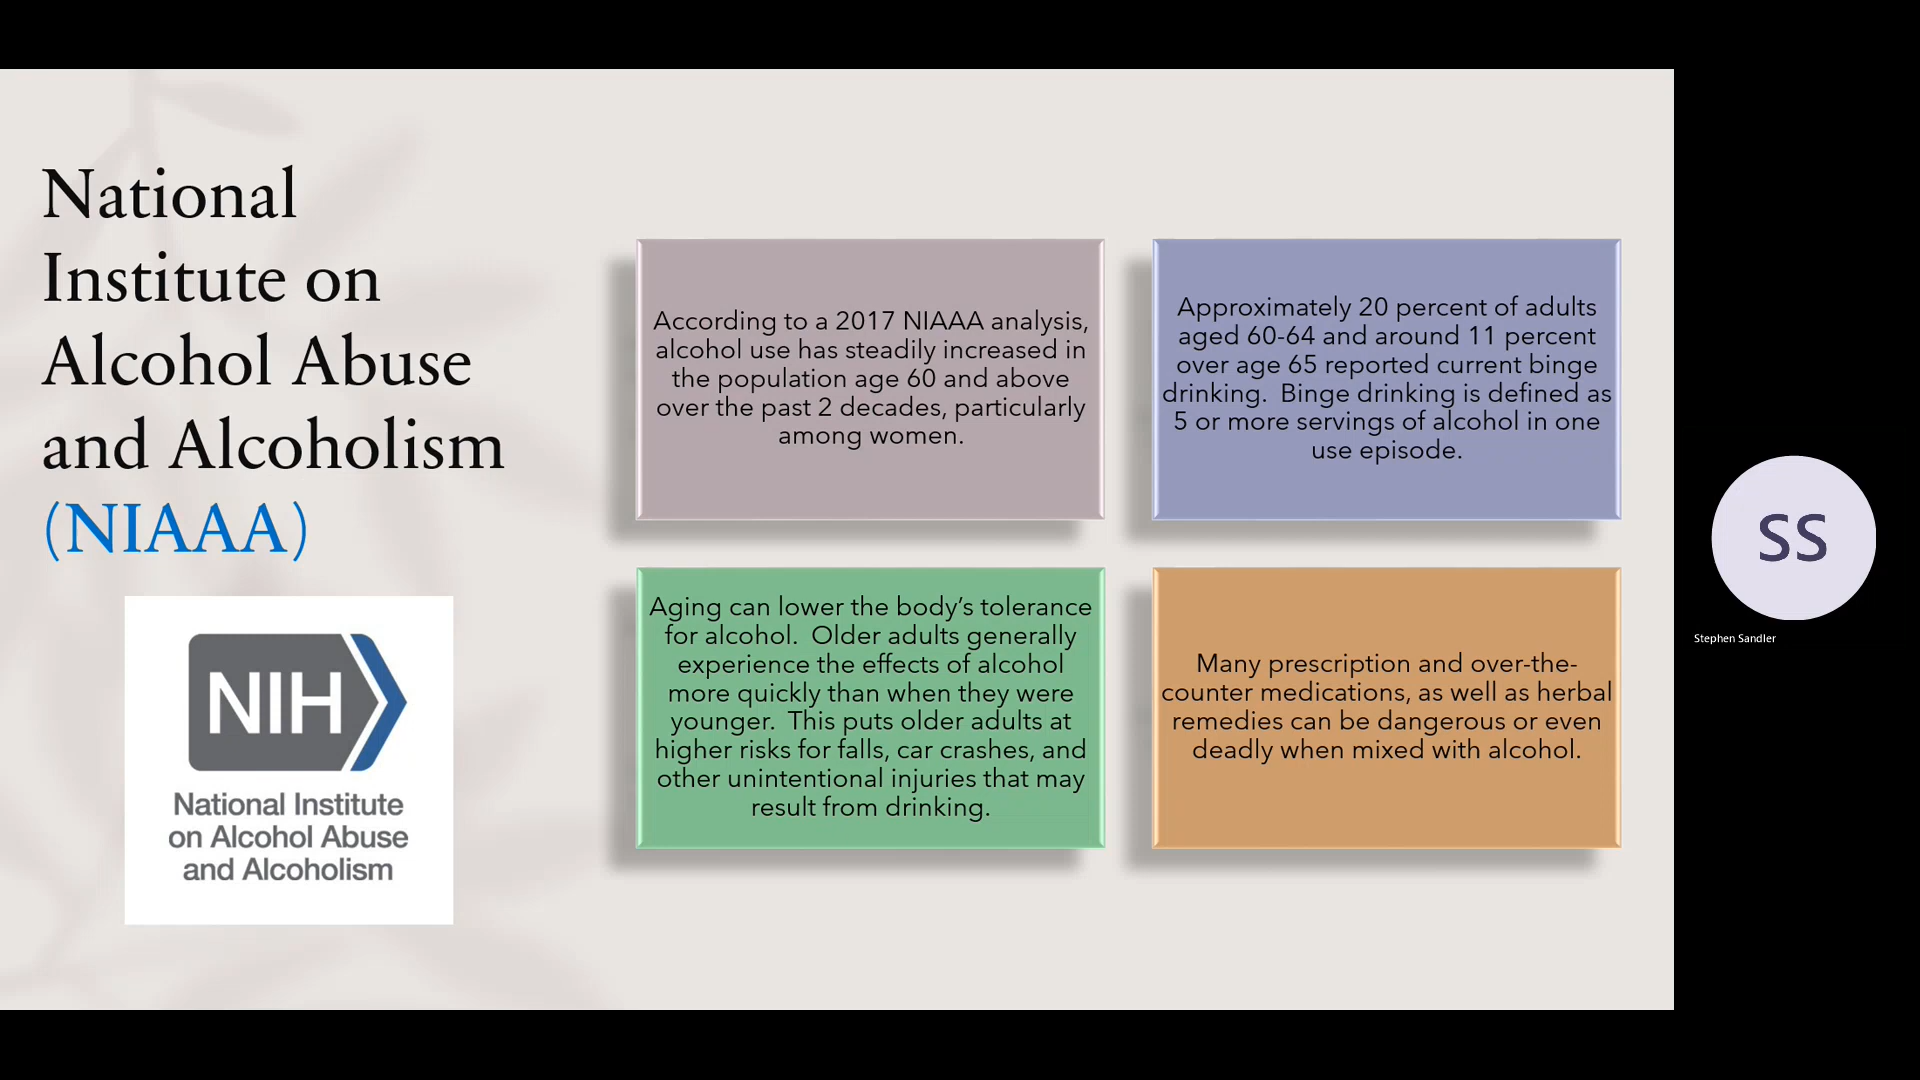 National
Institute on
Alcohol Abuse
and Alcoholism
(NIAAA)
NIH
National Institute
on Alcohol Abuse
and Alcoholism
According to a 2017 NIAAA analysis,
alcohol use has steadily increased in
the population age 60 and above
over the past 2 decades, particularly
among women.
Approximately 20 percent of adults
aged 60-64 and around 11 percent
over age 65 reported current binge
drinking.  Binge drinking is defined as
5 or more servings of alcohol in one
use episode.
Aging can lower the body’s tolerance
for alcohol.  Older adults generally
experience the effects of alcohol
more quickly than when they were
younger.  This puts older adults at
higher risks for falls, car crashes, and
other unintentional injuries that may
result from drinking.
Many prescription and over-the-
counter medications, as well as herbal
remedies can be dangerous or even
deadly when mixed with alcohol.
SS
Stephen Sandler